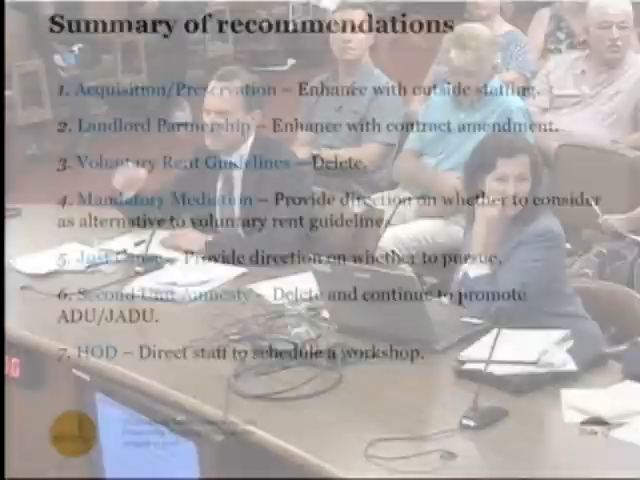 Summary of recommendations
1. Acquisition/Preservation – Enhance with outside staffing.
2. Landlord Partnership – Enhance with contract amendment.
3. Voluntary Rent Guidelines – Delete.
4. Mandatory Mediation – Provide direction on whether to consider
as alternative to voluntary rent guidelines
5. Just Cause – Provide direction on whether to pursue.
6. Second Unit Amnesty – Delete and continue to promote
ADU/JADU.
7. HOD – Direct staff to schedule a workshop.